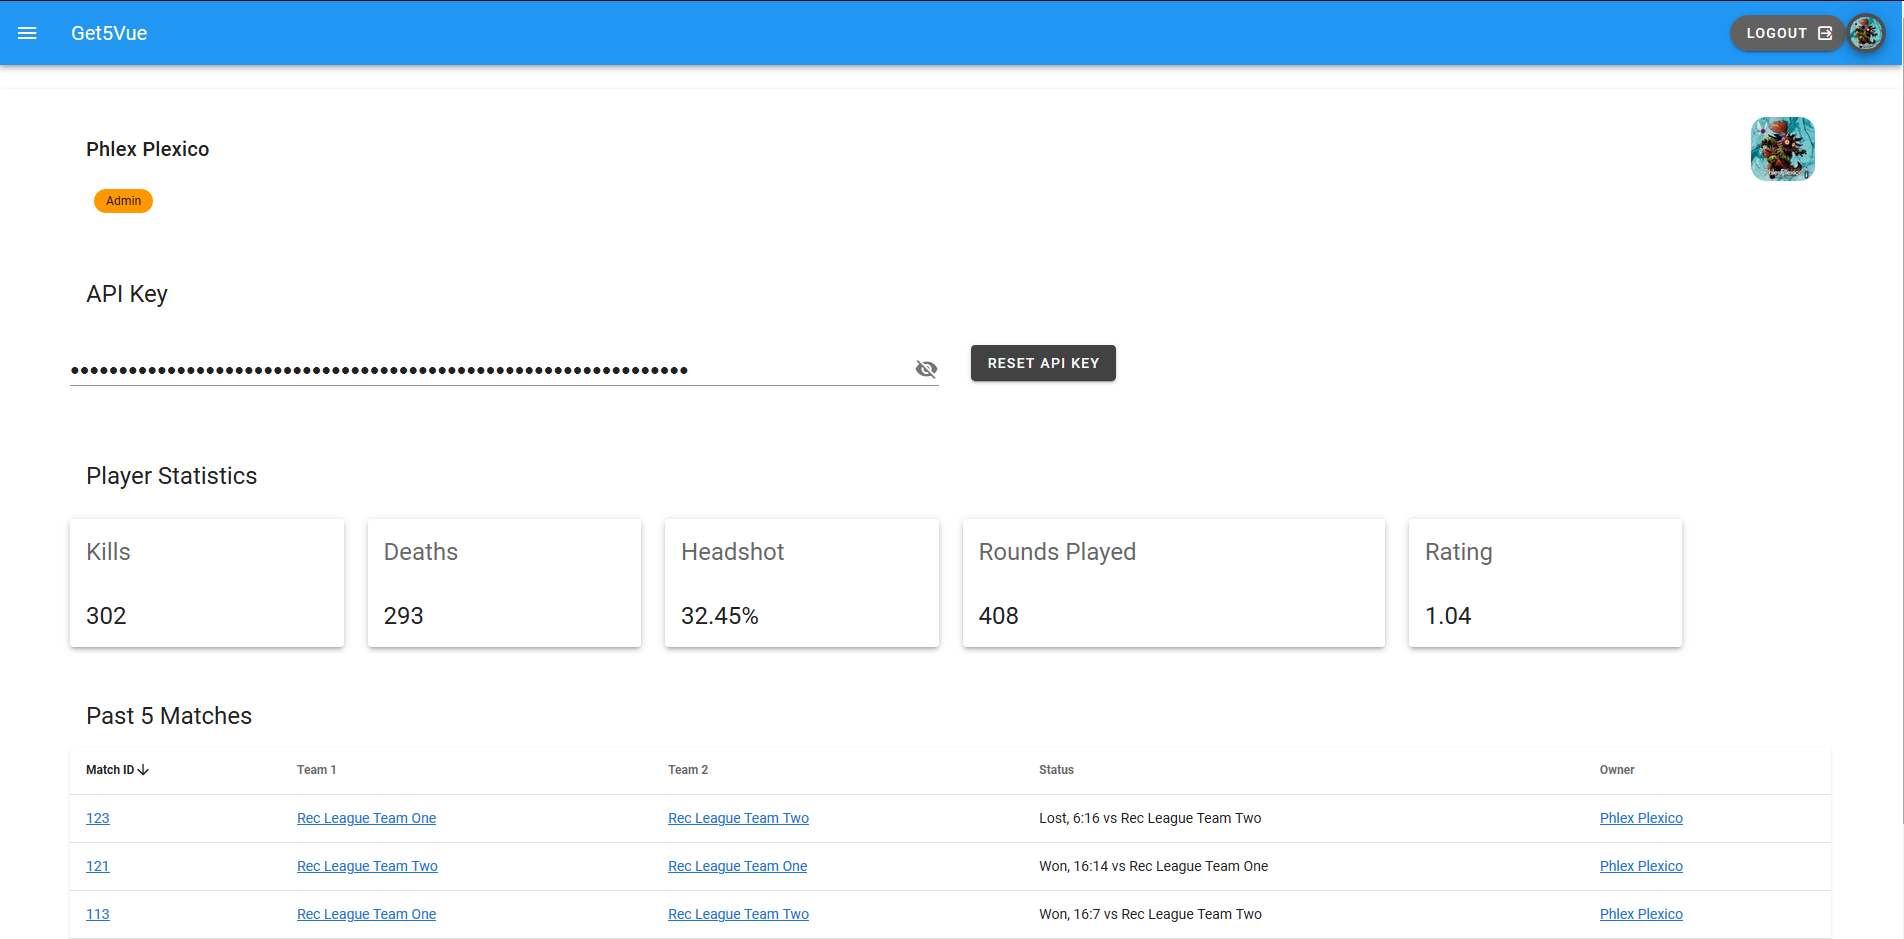 Get5Vue
LOGOUT
Phlex Plexico
Phlex Plexico
Admin
API Key
••••••••••••••••••••••••••••••••••••••••••••••••••••••••••••••••
RESET API KEY
Player Statistics
Kills
302
Deaths
293
Headshot
32.45%
Rounds Played
408
Rating
1.04
Past 5 Matches
Match ID Team 1 Team 2 Status Owner
123 Rec League Team One Rec League Team Two Lost, 6:16 vs Rec League Team Two Phlex Plexico
121 Rec League Team Two Rec League Team One Won, 16:14 vs Rec League Team One Phlex Plexico
113 Rec League Team One Rec League Team Two Won, 16:7 vs Rec League Team Two Phlex Plexico